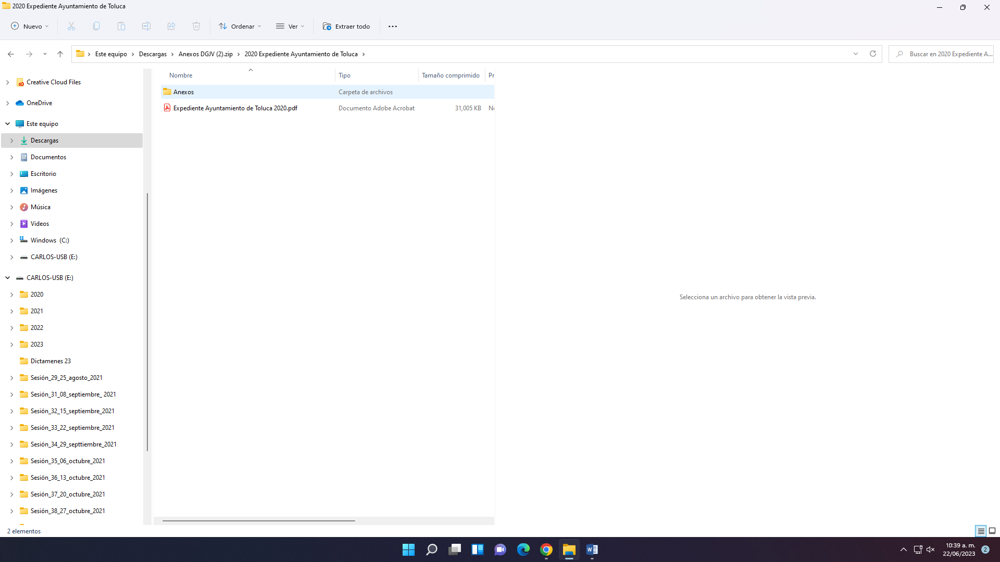 2020 Expediente Ayuntamiento de Toluca
Nuevo
Ordenar
Ver
Extraer todo
Este equipo > Descargas > Anexos DGJV (2).zip > 2020 Expediente Ayuntamiento de Toluca >
Buscar en 2020 Expediente A...
Nombre
Tipo
Tamaño comprimido
Pr
Anexos
Carpeta de archivos
Expediente Ayuntamiento de Toluca 2020.pdf
Documento Adobe Acrobat
31,005 KB
No
Creative Cloud Files
OneDrive
Este equipo
Descargas
Documentos
Escritorio
Imágenes
Música
Videos
Windows (C:)
CARLOS-USB (E:)
CARLOS-USB (E:)
2020
2021
2022
2023
Dictamenes 23
Sesión_29_25_agosto_2021
Sesión_31_08_septiembre_ 2021
Sesión_32_15_septiembre_2021
Sesión_33_22_septiembre_2021
Sesión_34_29_septtiembre_2021
Sesión_35_06_octubre_2021
Sesión_36_13_octubre_2021
Sesión_37_20_octubre_2021
Sesión_38_27_octubre_2021
Selecciona un archivo para obtener la vista previa.
2 elementos
10:39 a. m.
22/06/2023
2